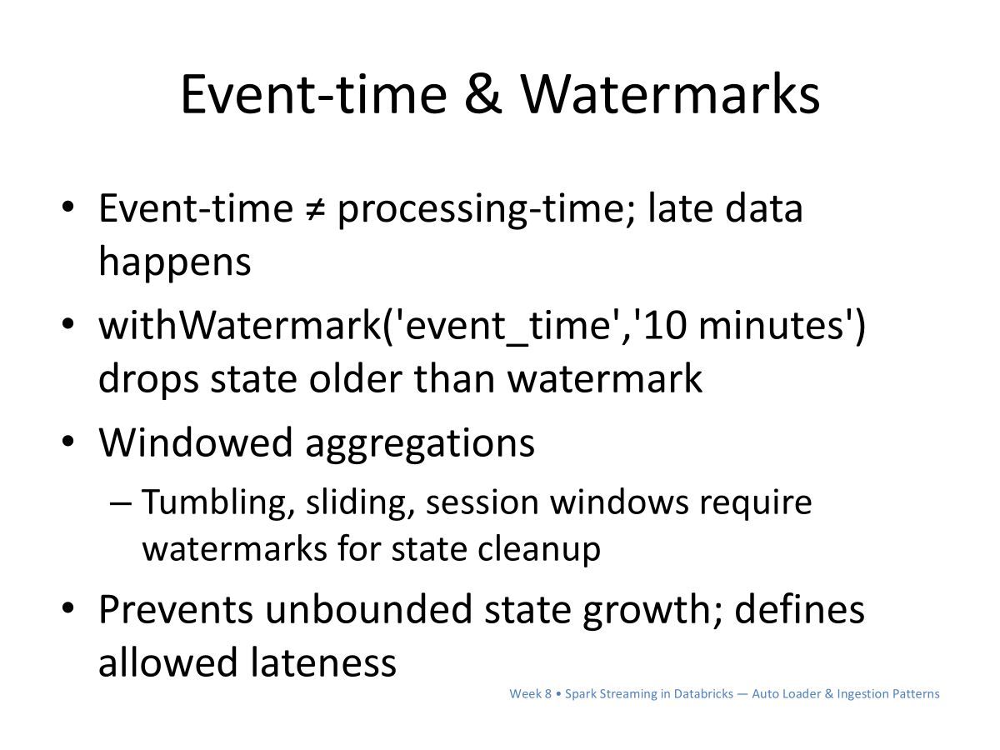 Event-time & Watermarks
• Event-time ≠ processing-time; late data
happens
• withWatermark('event_time','10 minutes')
drops state older than watermark
• Windowed aggregations
– Tumbling, sliding, session windows require
watermarks for state cleanup
• Prevents unbounded state growth; defines
allowed lateness
Week 8 • Spark Streaming in Databricks — Auto Loader & Ingestion Patterns